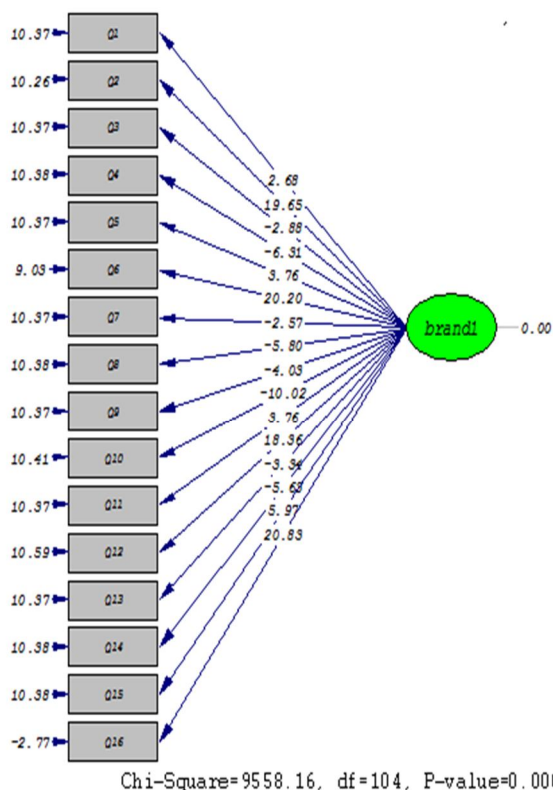 10.37 Q1
10.26 Q2
10.37 Q3
10.38 Q4
10.37 Q5
9.03 Q6
10.37 Q7
10.38 Q8
10.37 Q9
10.41 Q10
10.37 Q11
10.59 Q12
10.37 Q13
10.38 Q14
10.38 Q15
-2.77 Q16
2.68
19.65
-2.88
-6.31
3.76
20.20
-2.57
-5.80
-4.03
-10.02
3.76
18.36
-3.34
-5.63
5.97
20.83
brand1
0.00
Chi-Square=9558.16, df=104, P-value=0.000